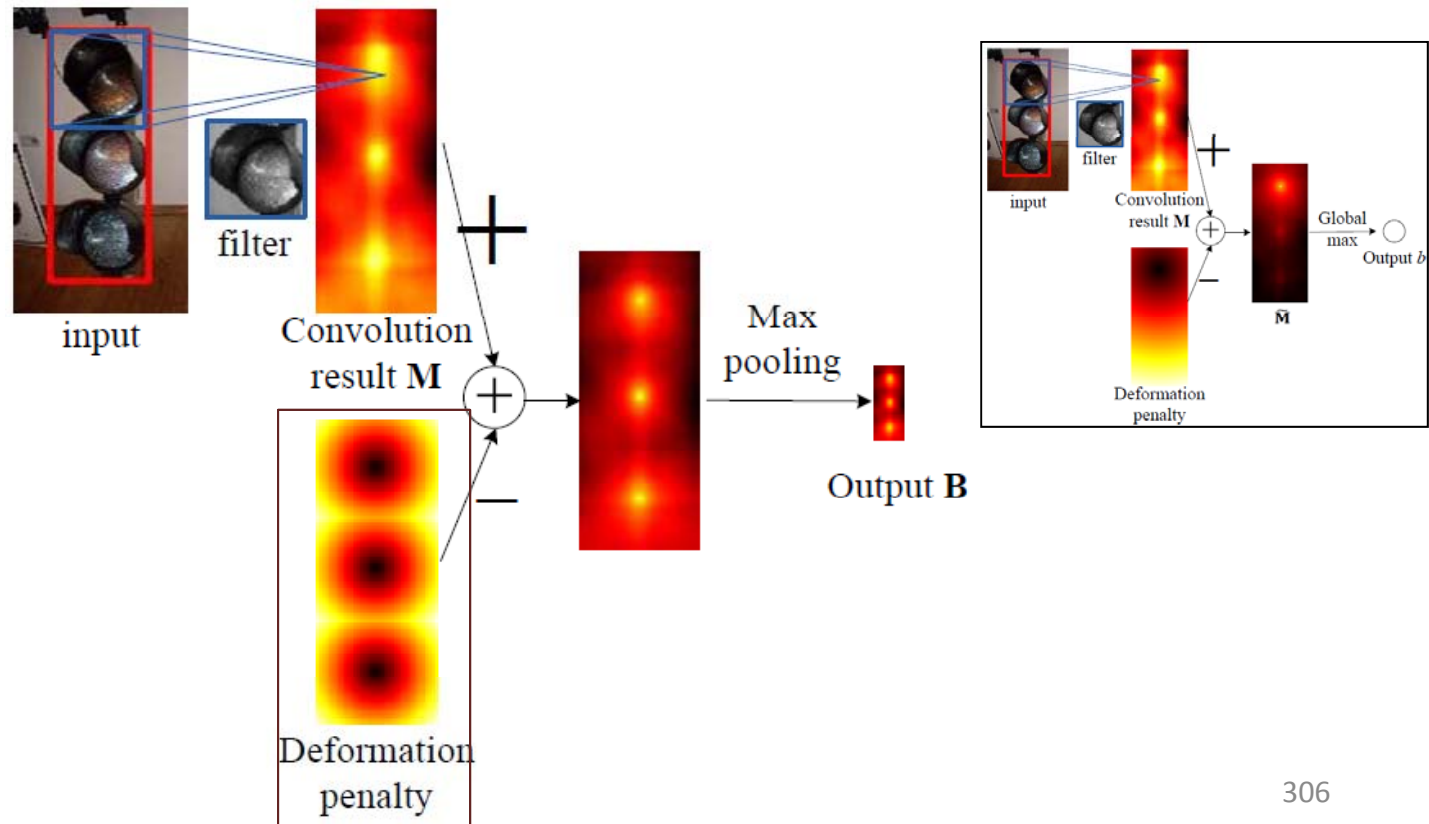 input
filter
Convolution
result M
+
+
−
Deformation
penalty
Max
pooling
Output B
input
filter
Convolution
result M
+
−
Deformation
penalty
M̃
Global
max
Output b
306